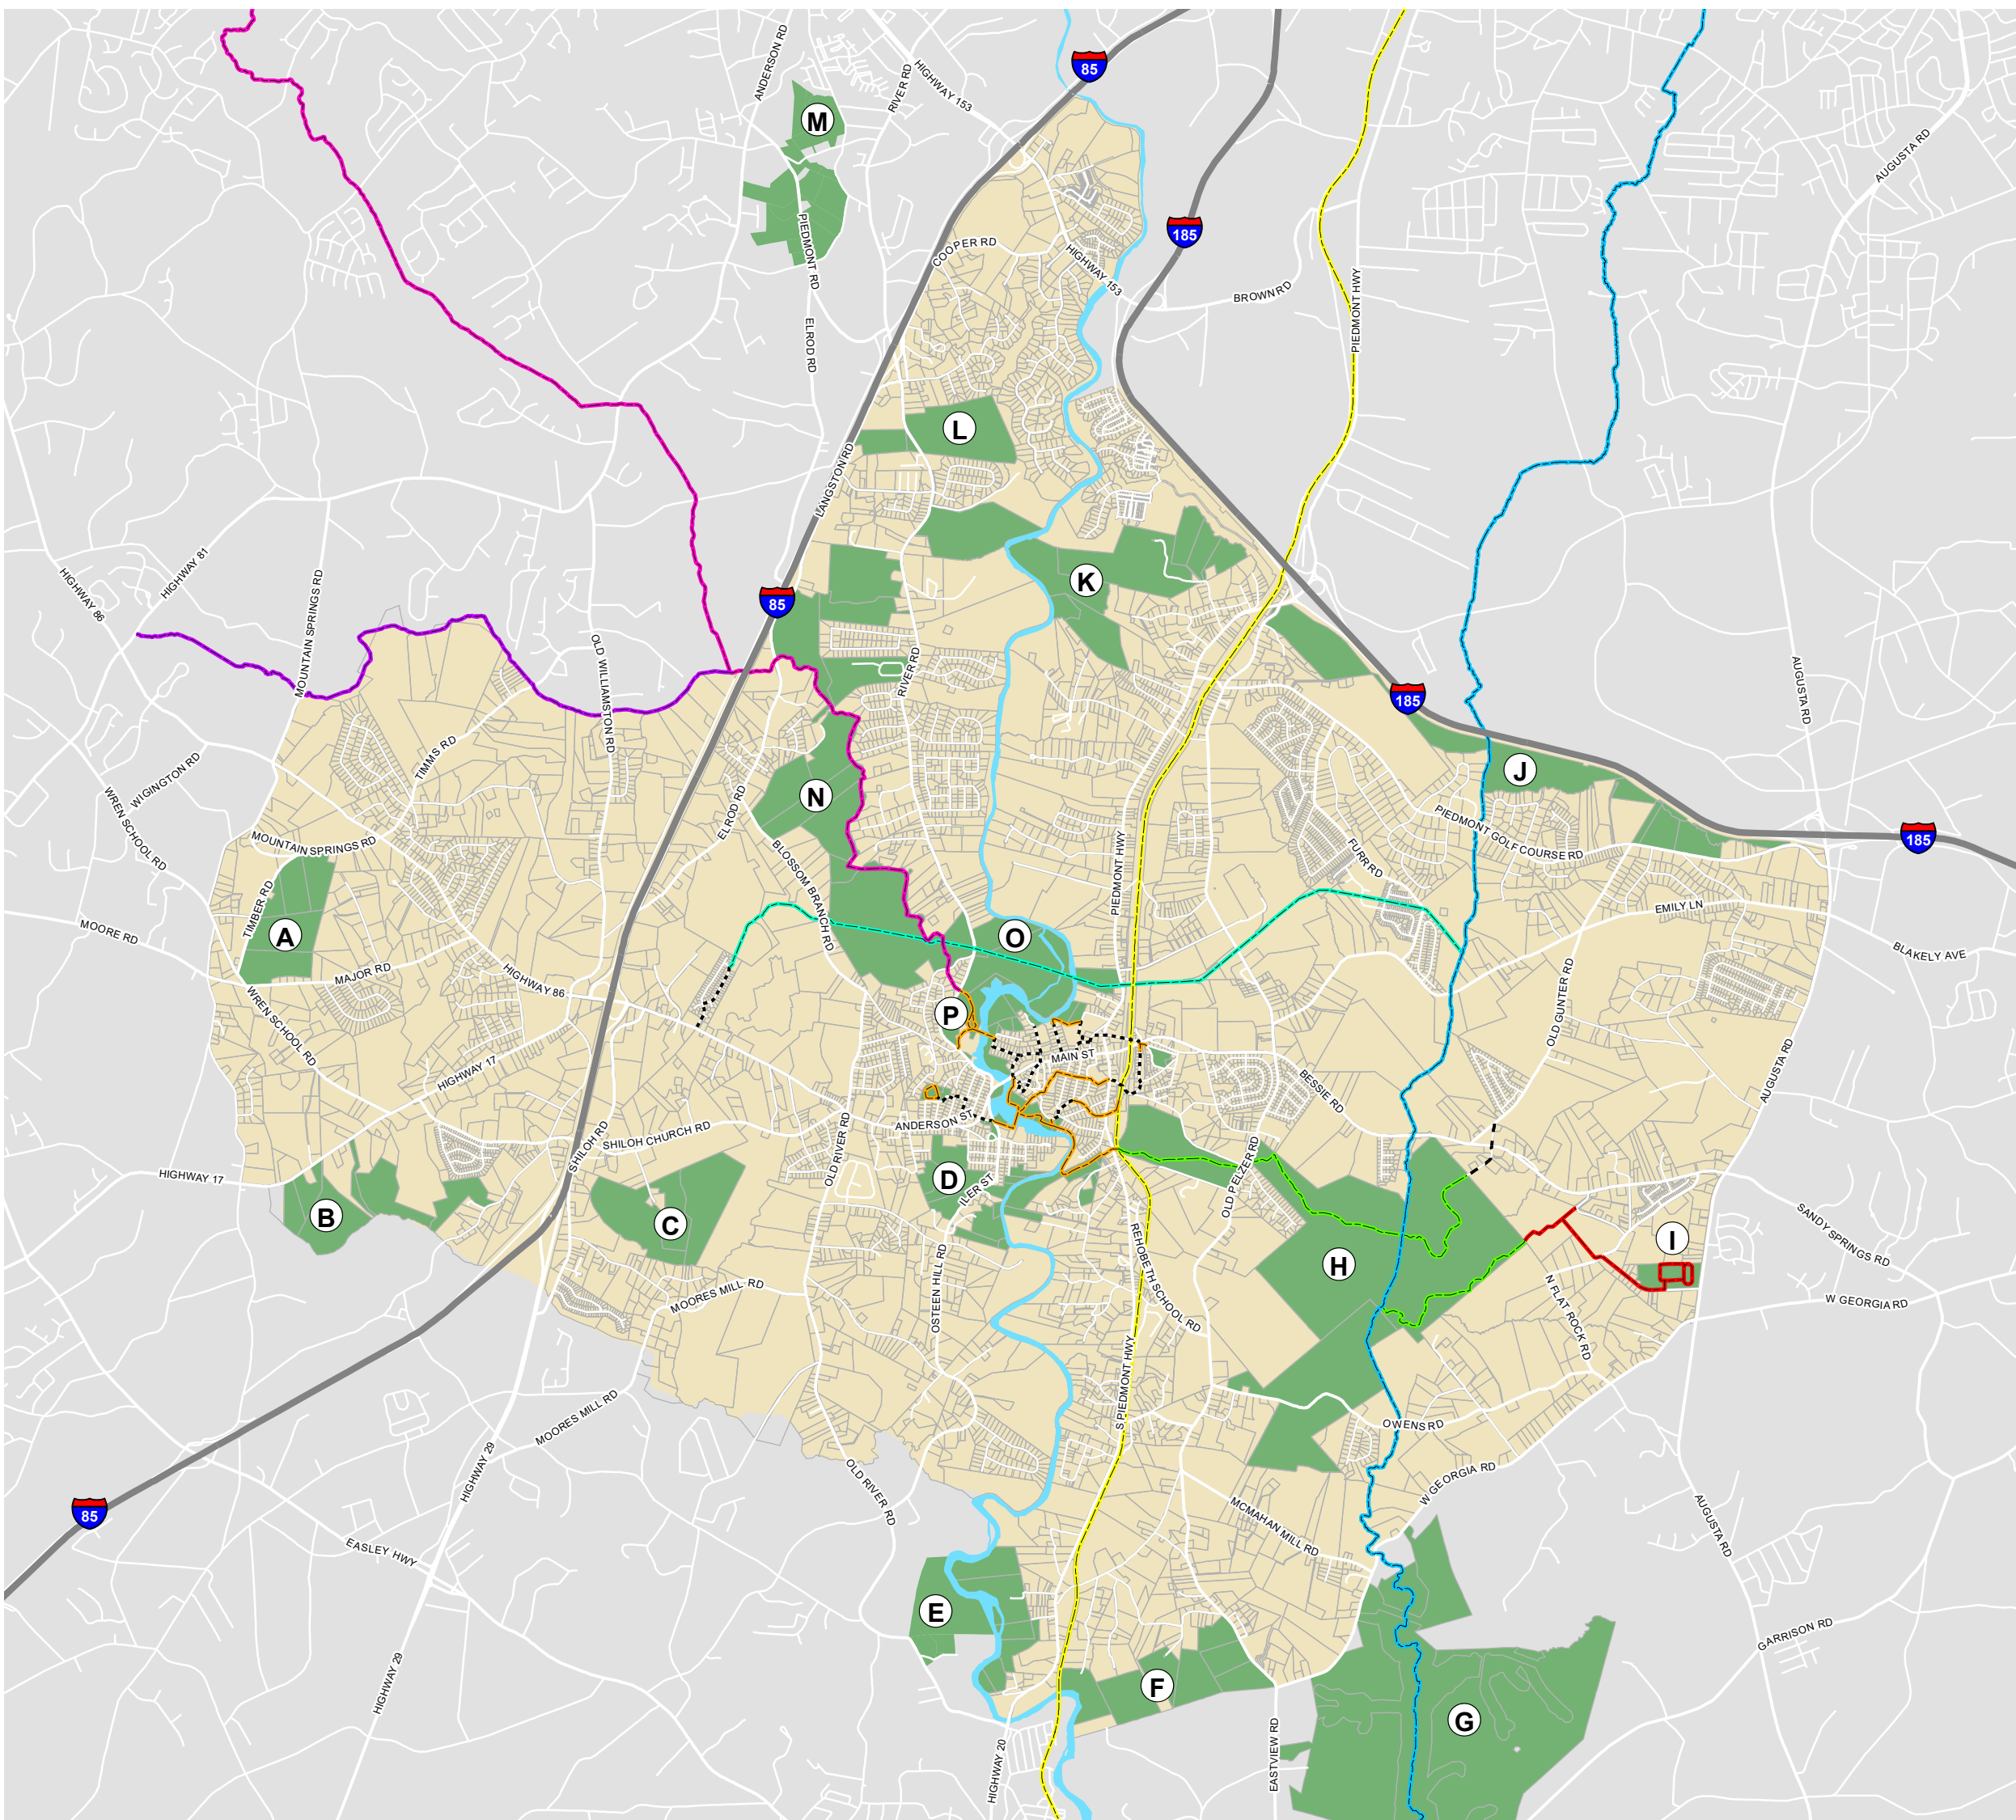 ANDERSON RD
RIVER RD
HIGHWAY 153
85
M
AUGUSTA RD
PIEDMONT RD
185
COOPER RD
HIGHWAY 153
BROWN RD
PIEDMONT HWY
ELROD RD
L
LANGSTON RD
HIGHWAY 81
HIGHWAY 86
MOUNTAIN SPRINGS RD
K
85
OLD WILLIAMSTON RD
RIVER RD
185
AUGUSTA RD
TIMMS RD
WIGINGTON RD
WREN SCHOOL RD
J
N
ELROD RD
MOUNTAIN SPRINGS RD
PIEDMONT GOLF COURSE RD
185
FURR RD
PIEDMONT HWY
BLOSSOM BRANCH RD
TIMBER RD
EMILY LN
MOORE RD
A
O
BLAKELY AVE
MAJOR RD
HIGHWAY 86
OLD GUNTER RD
WREN SCHOOL RD
P
MAIN ST
HIGHWAY 17
BESSIE RD
AUGUSTA RD
ANDERSON ST
SHILOH RD
SHILOH CHURCH RD
OLD RIVER RD
OLD PELZER RD
HIGHWAY 17
D
ILER ST
B
C
SANDY SPRINGS RD
I
H
REHOBETH SCHOOL RD
OSTEEN HILL RD
MOORES MILL RD
N FLAT ROCK RD
W GEORGIA RD
S PIEDMONT HWY
MOORES MILL RD
OWENS RD
HIGHWAY 29
OLD RIVER RD
W GEORGIA RD
85
MCMAHAN MILL RD
AUGUSTA RD
EASLEY HWY
E
GARRISON RD
HIGHWAY 29
F
G
HIGHWAY 20
EASTVIEW RD